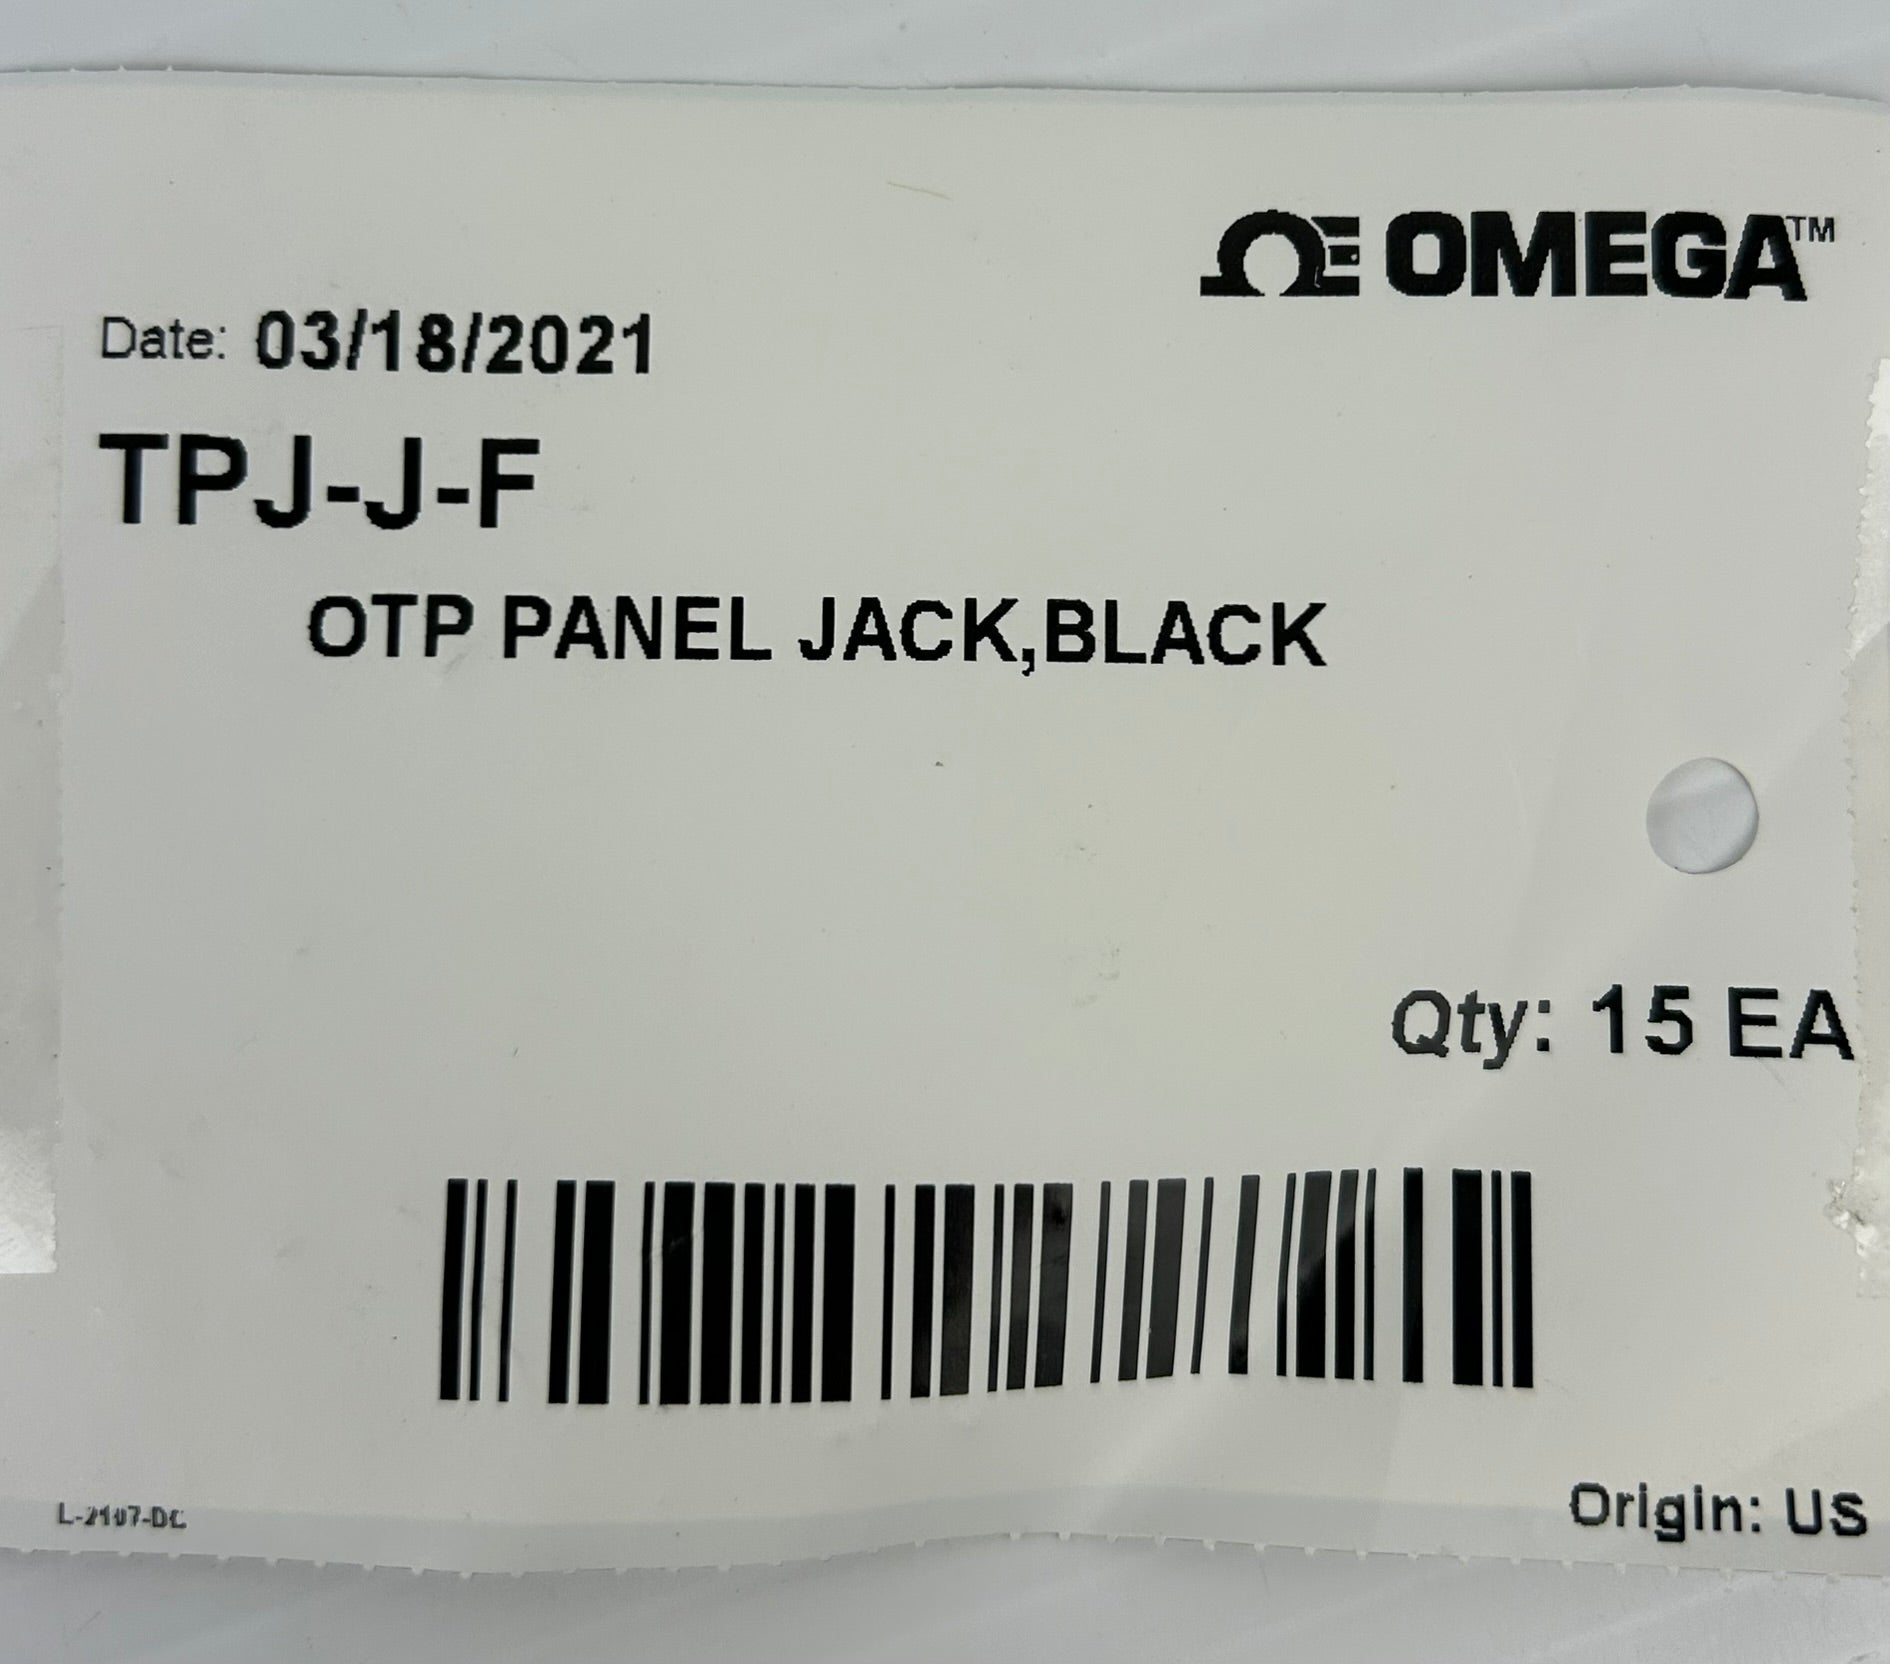 OMEGA™
Date: 03/18/2021
TPJ-J-F
OTP PANEL JACK,BLACK
Qty: 15 EA
L-2107-DC
Origin: US